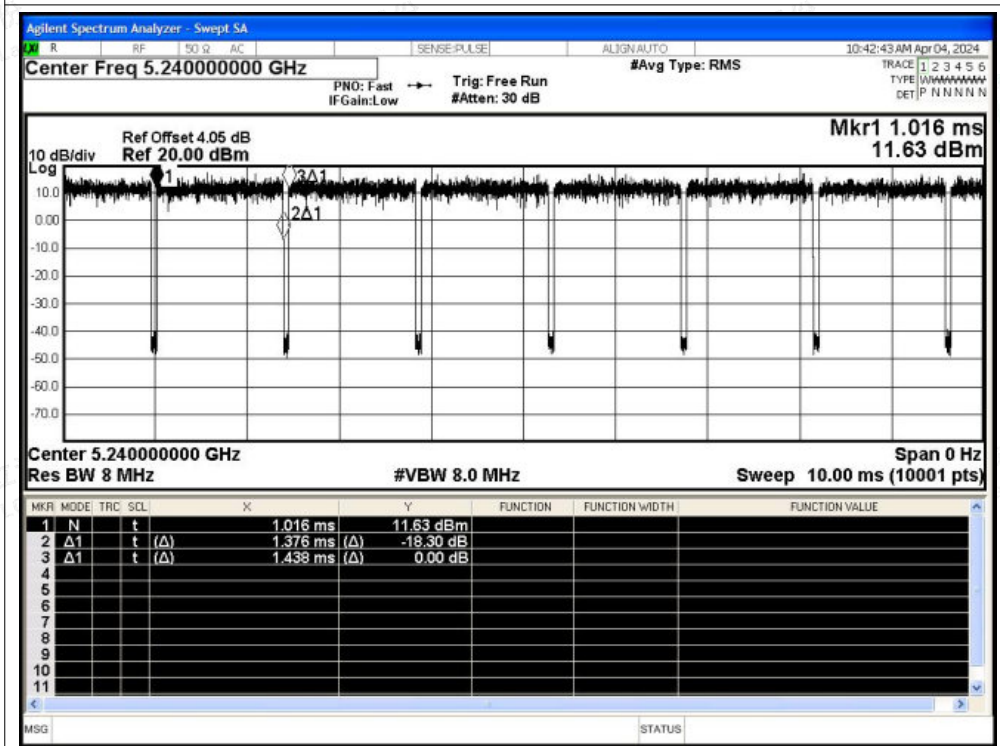 Agilent Spectrum Analyzer - Swept SA
LXI R RF 50 Ω AC SENSE:PULSE ALIGN AUTO 10:42:43 AM Apr 04, 2024
Center Freq 5.240000000 GHz #Avg Type: RMS TRACE 1 2 3 4 5 6
PNO: Fast Trig: Free Run TYPE WWWWWW
IFGain:Low #Atten: 30 dB DET P N N N N N
Mkr1 1.016 ms
Ref Offset 4.05 dB
10 dB/div Ref 20.00 dBm 11.63 dBm
Log
1 3Δ1
10.0
2Δ1
0.00
-10.0
-20.0
-30.0
-40.0
-50.0
-60.0
-70.0
Center 5.240000000 GHz Span 0 Hz
Res BW 8 MHz #VBW 8.0 MHz Sweep 10.00 ms (10001 pts)
MKR MODE TRC SCL X Y FUNCTION FUNCTION WIDTH FUNCTION VALUE
1 N t 1.016 ms 11.63 dBm
2 Δ1 t (Δ) 1.376 ms (Δ) -18.30 dB
3 Δ1 t (Δ) 1.438 ms (Δ) 0.00 dB
4
5
6
7
8
9
10
11
MSG STATUS